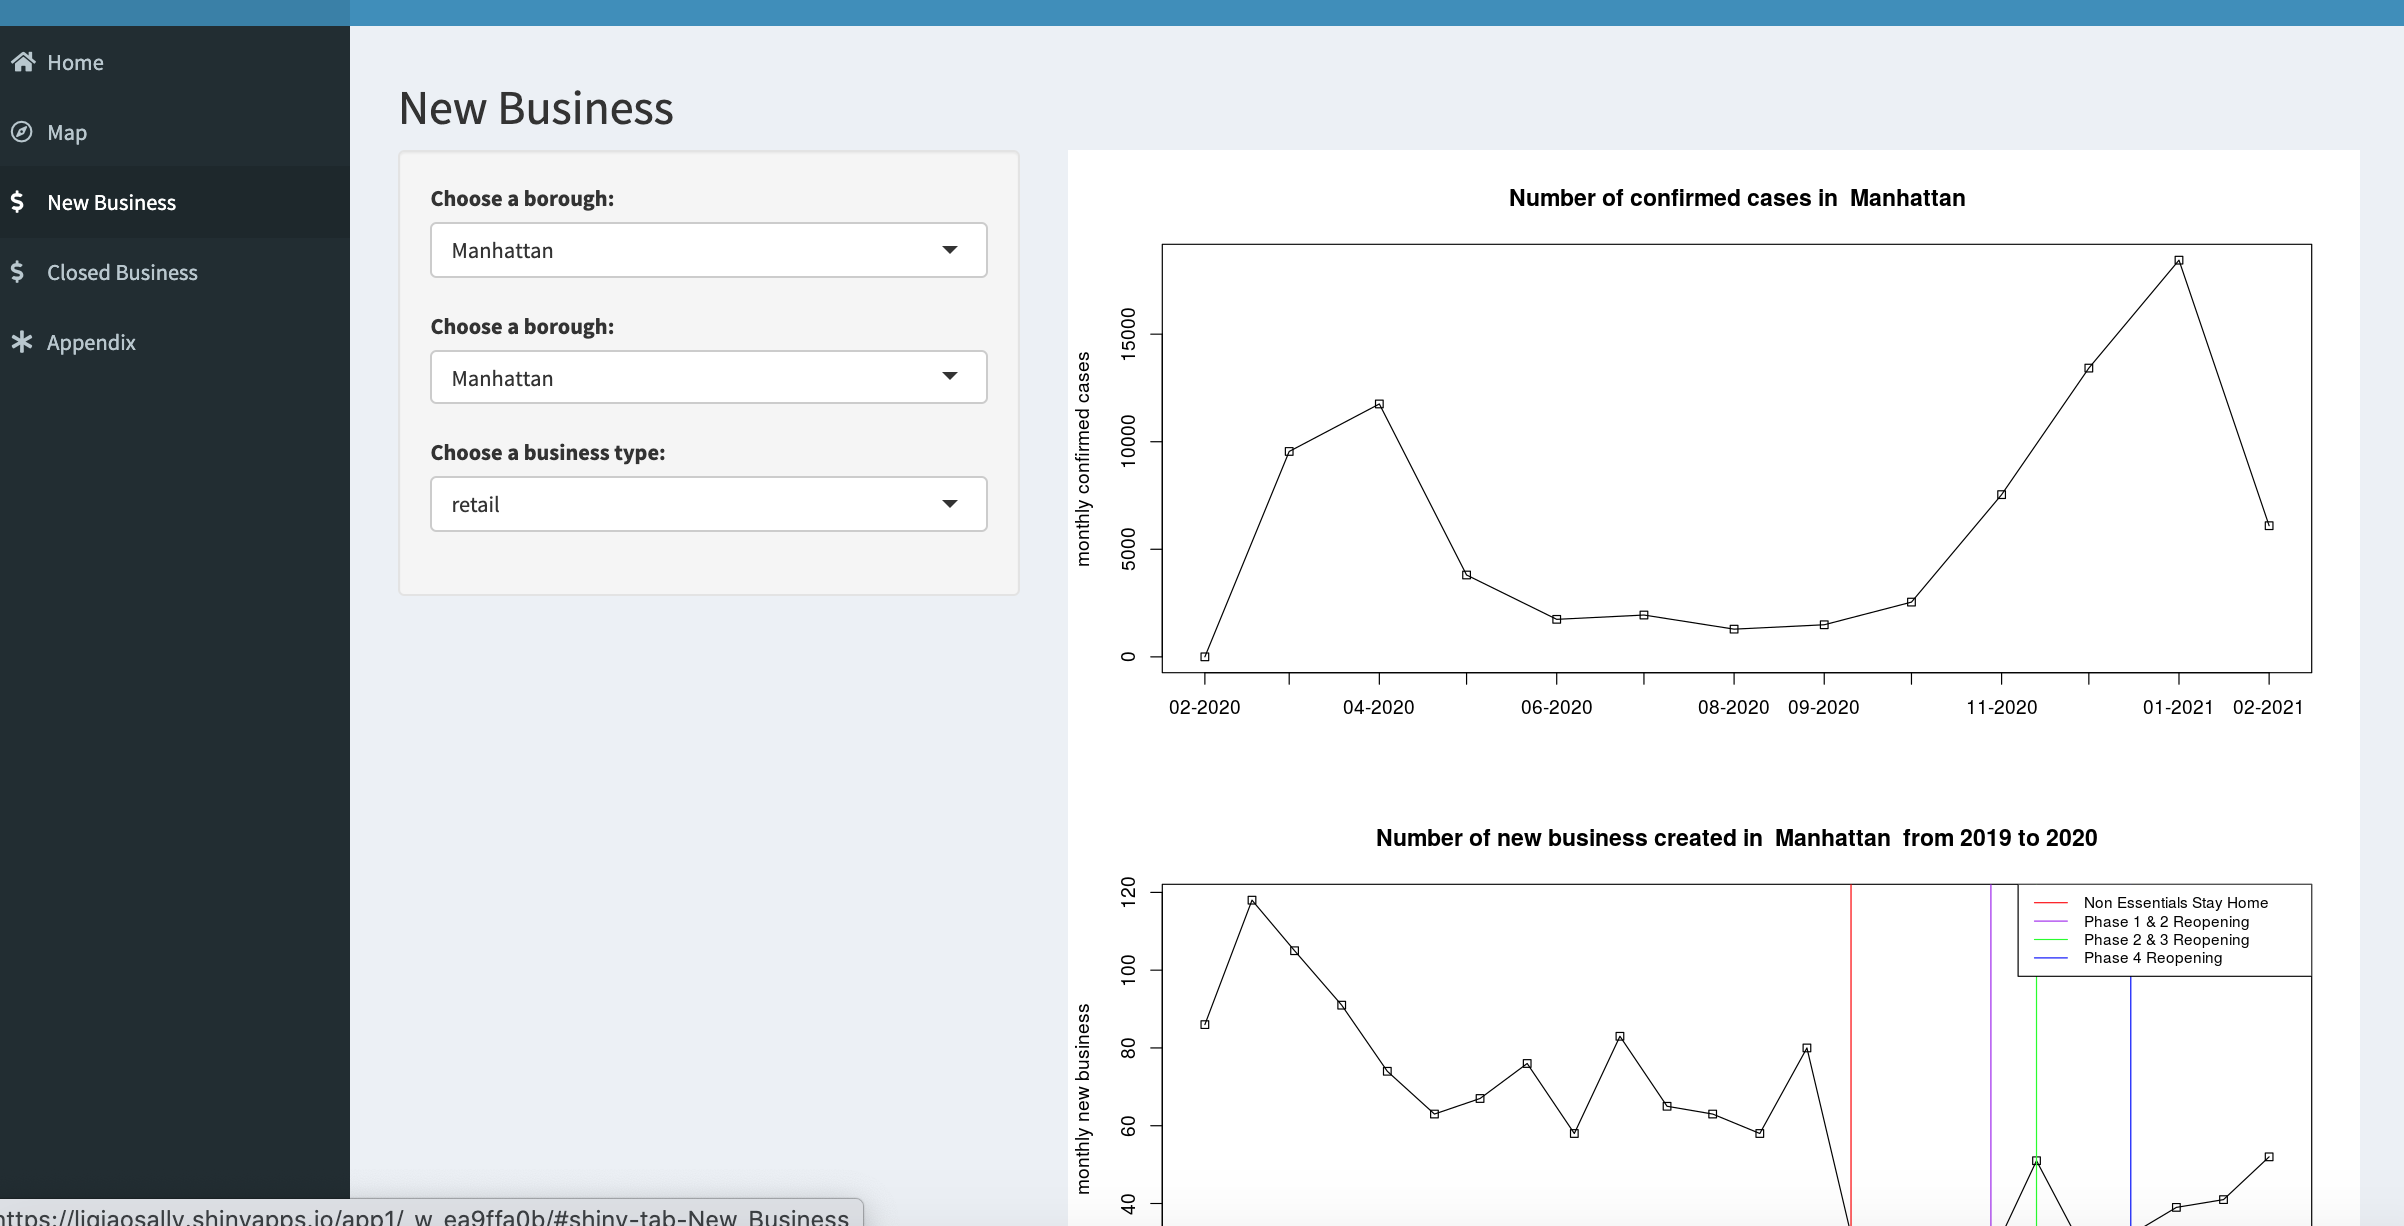 Home
Map
New Business
Closed Business
Appendix
New Business
Choose a borough:
Manhattan
Choose a borough:
Manhattan
Choose a business type:
retail
Number of confirmed cases in Manhattan
monthly confirmed cases
15000
10000
5000
0
02-2020 04-2020 06-2020 08-2020 09-2020 11-2020 01-2021 02-2021
Number of new business created in Manhattan from 2019 to 2020
monthly new business
120
100
80
60
40
Non Essentials Stay Home
Phase 1 & 2 Reopening
Phase 2 & 3 Reopening
Phase 4 Reopening
https://liqiaosally.shinyapps.io/app1/_w_ea9ffa0b/#shiny-tab-New_Business